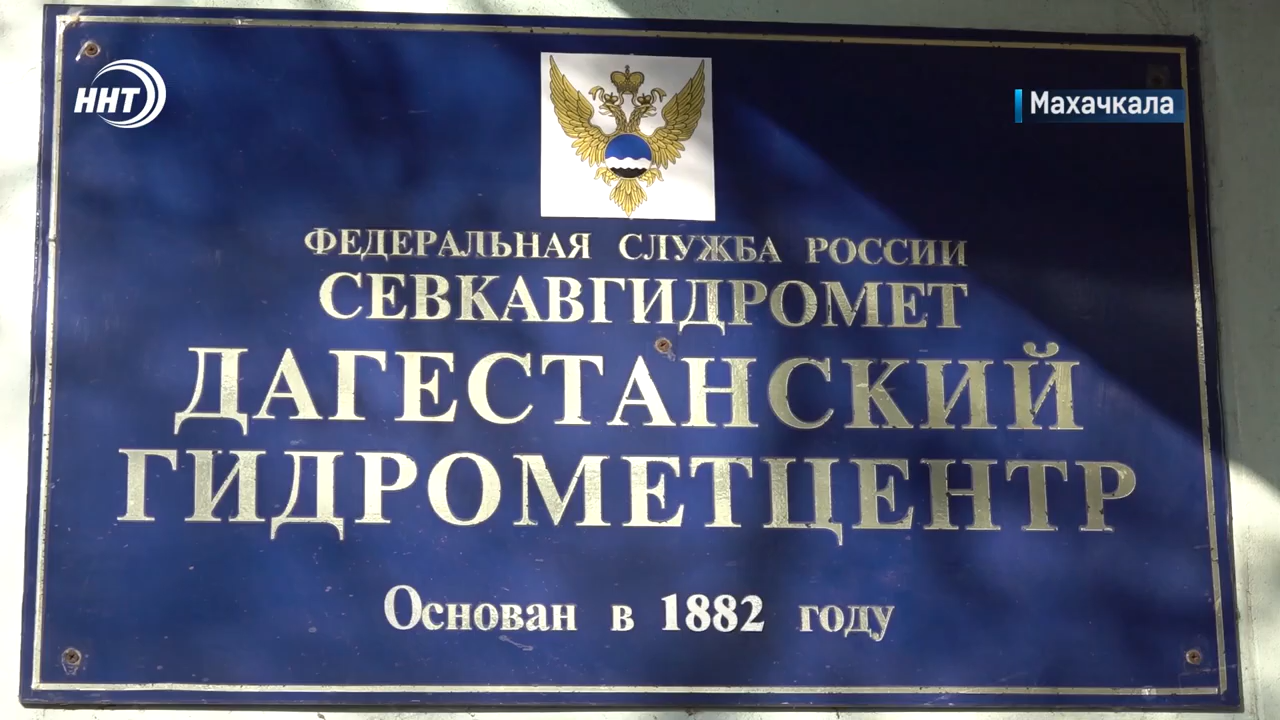 ННТ
Махачкала
ФЕДЕРАЛЬНАЯ СЛУЖБА РОССИИ
СЕВКАВГИДРОМЕТ
ДАГЕСТАНСКИЙ
ГИДРОМЕТЦЕНТР
Основан в 1882 году